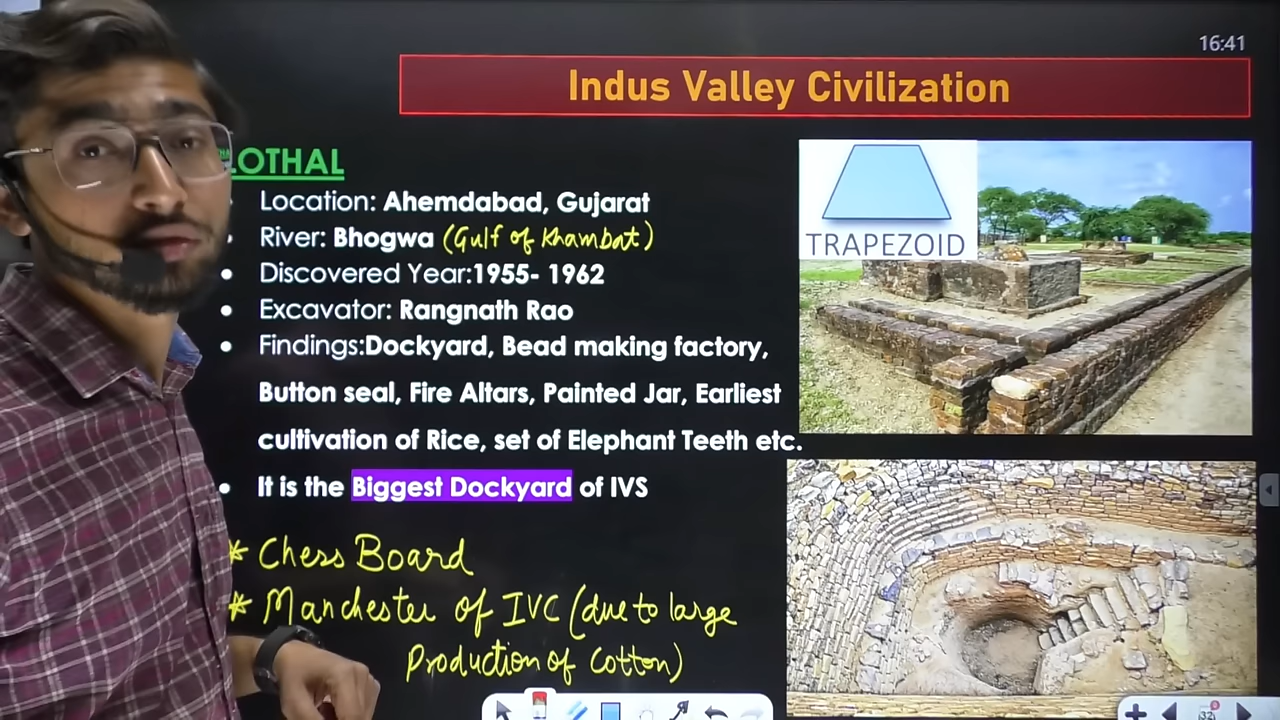 16:41
Indus Valley Civilization
LOTHAL
Location: Ahemdabad, Gujarat
River: Bhogwa (Gulf of Khambat)
Discovered Year:1955- 1962
Excavator: Rangnath Rao
Findings:Dockyard, Bead making factory,
Button seal, Fire Altars, Painted Jar, Earliest
cultivation of Rice, set of Elephant Teeth etc.
It is the Biggest Dockyard of IVS
* Chess Board
* Manchester of IVC (due to large
Production of Cotton)
TRAPEZOID